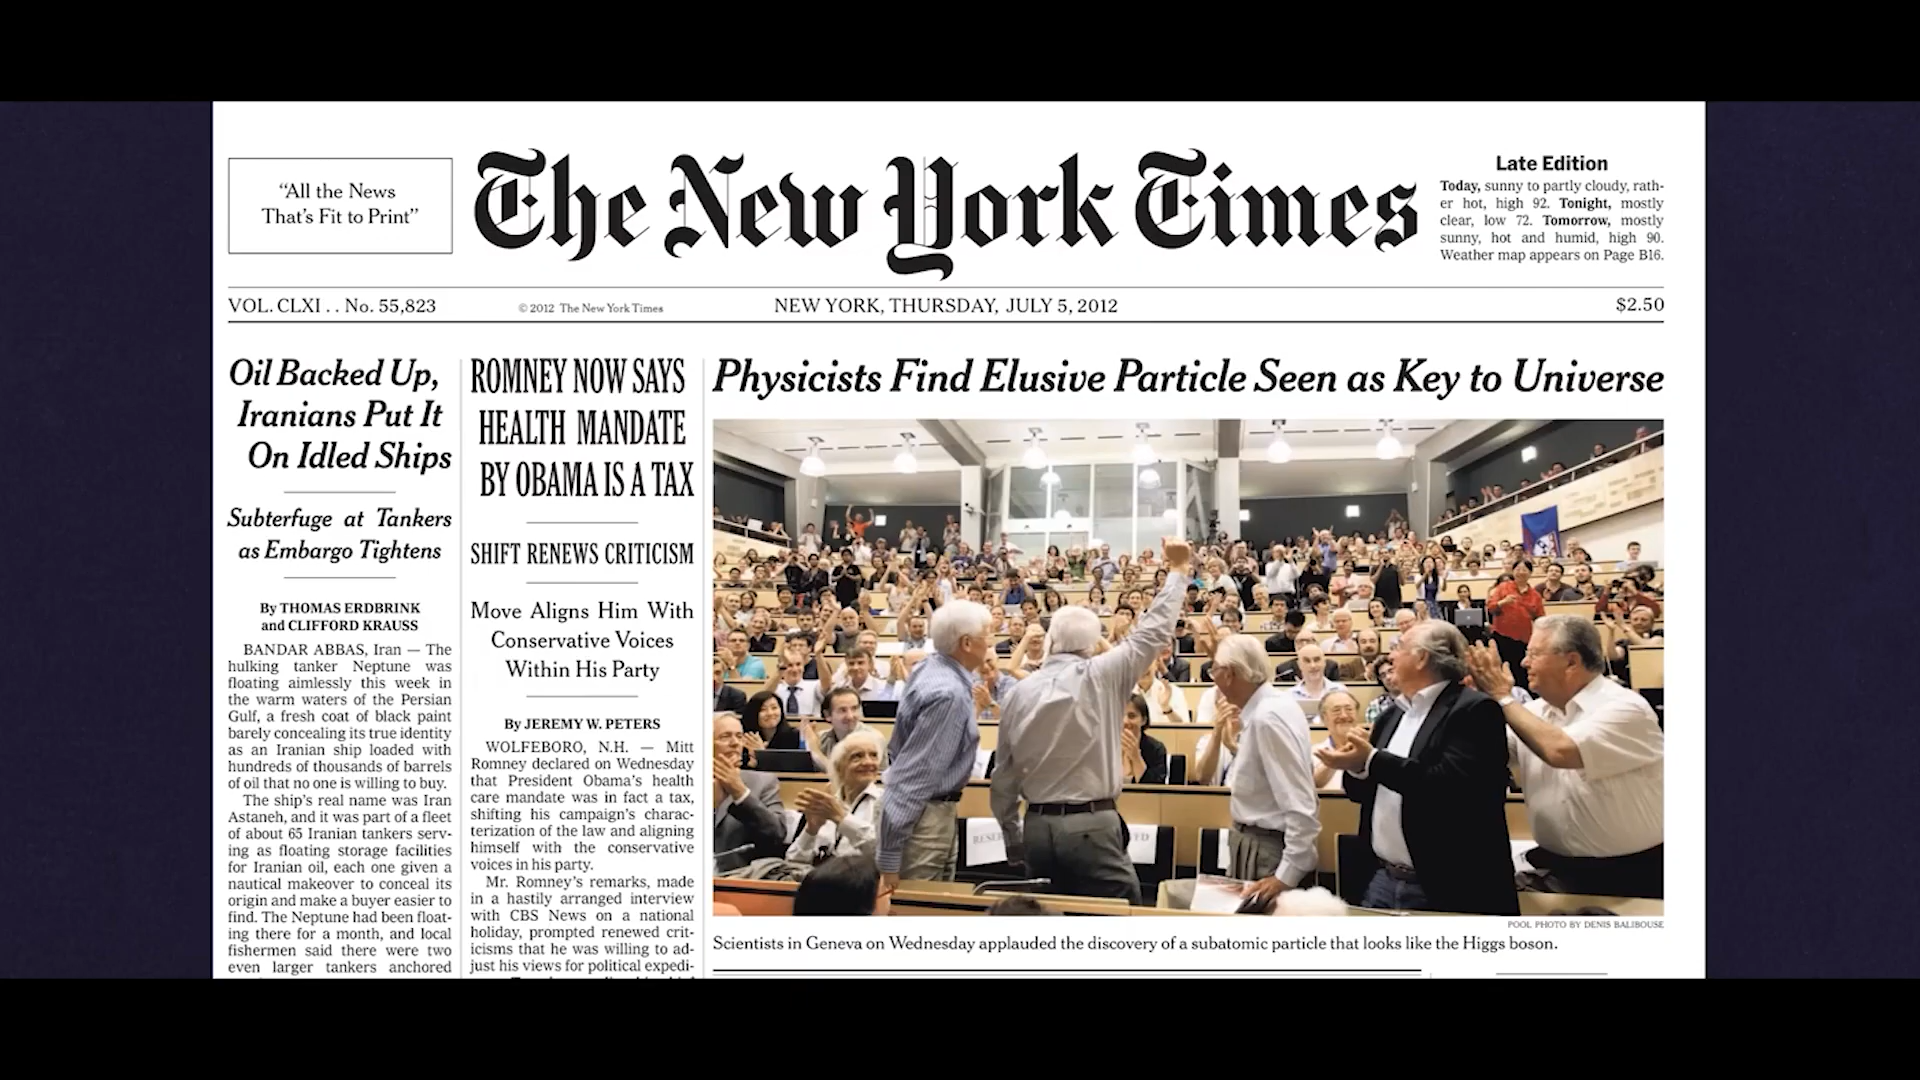 “All the News
That’s Fit to Print”
The New York Times
Late Edition
Today, sunny to partly cloudy, rath-
er hot, high 92. Tonight, mostly
clear, low 72. Tomorrow, mostly
sunny, hot and humid, high 90.
Weather map appears on Page B16.
VOL. CLXI . . No. 55,823
© 2012 The New York Times
NEW YORK, THURSDAY, JULY 5, 2012
$2.50
Oil Backed Up,
Iranians Put It
On Idled Ships
Subterfuge at Tankers
as Embargo Tightens
By THOMAS ERDBRINK
and CLIFFORD KRAUSS
BANDAR ABBAS, Iran — The
hulking tanker Neptune was
floating aimlessly this week in
the warm waters of the Persian
Gulf, a fresh coat of black paint
barely concealing its true identity
as an Iranian ship loaded with
hundreds of thousands of barrels
of oil that no one is willing to buy.
The ship’s real name was Iran
Astaneh, and it was part of a fleet
of about 65 Iranian tankers serv-
ing as floating storage facilities
for Iranian oil, each one given a
nautical makeover to conceal its
origin and make a buyer easier to
find. The Neptune had been float-
ing there for a month, and local
fishermen said there were two
even larger tankers anchored
ROMNEY NOW SAYS
HEALTH MANDATE
BY OBAMA IS A TAX
SHIFT RENEWS CRITICISM
Move Aligns Him With
Conservative Voices
Within His Party
By JEREMY W. PETERS
WOLFEBORO, N.H. — Mitt
Romney declared on Wednesday
that President Obama’s health
care mandate was in fact a tax,
shifting his campaign’s charac-
terization of the law and aligning
himself with the conservative
voices in his party.
Mr. Romney’s remarks, made
in a hastily arranged interview
with CBS News on a national
holiday, prompted renewed crit-
icisms that he was willing to ad-
just his views for political expedi-
Physicists Find Elusive Particle Seen as Key to Universe
POOL PHOTO BY DENIS BALIBOUSE
Scientists in Geneva on Wednesday applauded the discovery of a subatomic particle that looks like the Higgs boson.